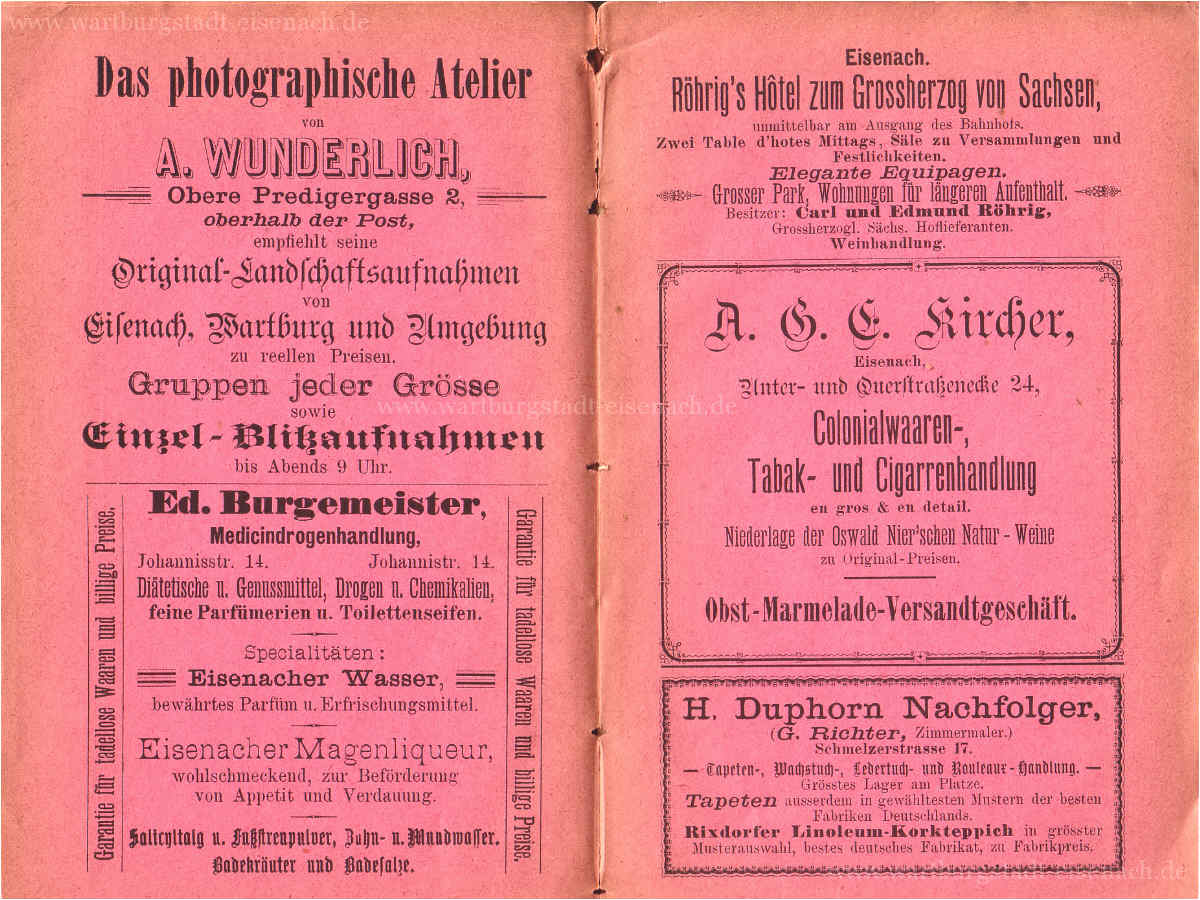 www.wartburgstadt-eisenach.de
Das photographische Atelier
von
A. WUNDERLICH,
Obere Predigergasse 2,
oberhalb der Post,
empfiehlt seine
Original-Landschaftsaufnahmen
von
Eisenach, Wartburg und Umgebung
zu reellen Preisen.
Gruppen jeder Grösse
sowie
Einzel-Blitzaufnahmen
bis Abends 9 Uhr.
Garantie für tadellose Waaren und billige Preise.
Ed. Burgemeister,
Medicindrogenhandlung,
Johannisstr. 14. Johannistr. 14.
Diätetische u. Genussmittel, Drogen u. Chemikalien,
feine Parfümerien u. Toilettenseifen.
Specialitäten:
Eisenacher Wasser,
bewährtes Parfüm u. Erfrischungsmittel.
Eisenacher Magenliqueur,
wohlschmeckend, zur Beförderung
von Appetit und Verdauung.
Salicyltalg u. Fußstreupulver, Zahn- u. Mundwasser.
Badekräuter und Badesalze.
Garantie für tadellose Waaren und billige Preise.
Eisenach.
Röhrig's Hôtel zum Grossherzog von Sachsen,
unmittelbar am Ausgang des Bahnhofs.
Zwei Table d'hotes Mittags, Säle zu Versammlungen und
Festlichkeiten.
Elegante Equipagen.
Grosser Park, Wohnungen für längeren Aufenthalt.
Besitzer: Carl und Edmund Röhrig,
Grossherzogl. Sächs. Hoflieferanten.
Weinhandlung.
A. G. E. Kircher,
Eisenach,
Unter- und Querstraßenecke 24,
www.wartburgstadt-eisenach.de
Colonialwaaren-,
Tabak- und Cigarrenhandlung
en gros & en detail.
Niederlage der Oswald Nier'schen Natur-Weine
zu Original-Preisen.
Obst-Marmelade-Versandtgeschäft.
H. Duphorn Nachfolger,
(G. Richter, Zimmermaler.)
Schmelzerstrasse 17.
— Tapeten-, Wachstuch-, Ledertuch- und Rouleaux-Handlung. —
Grösstes Lager am Platze.
Tapeten ausserdem in gewähltesten Mustern der besten
Fabriken Deutschlands.
Rixdorfer Linoleum-Korkteppich in grösster
Musterauswahl, bestes deutsches Fabrikat, zu Fabrikpreis.
www.wartburgstadt-eisenach.de